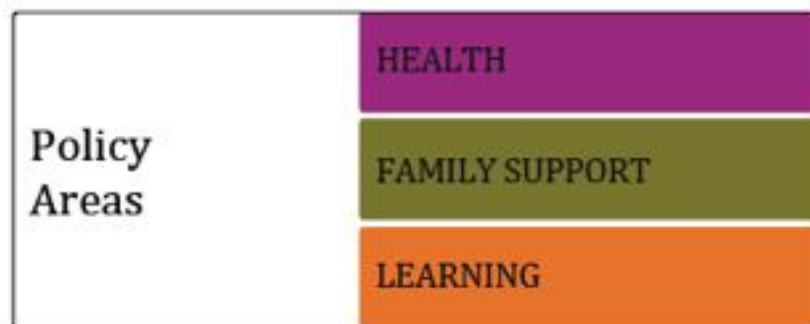 Policy
Areas
HEALTH
FAMILY SUPPORT
LEARNING